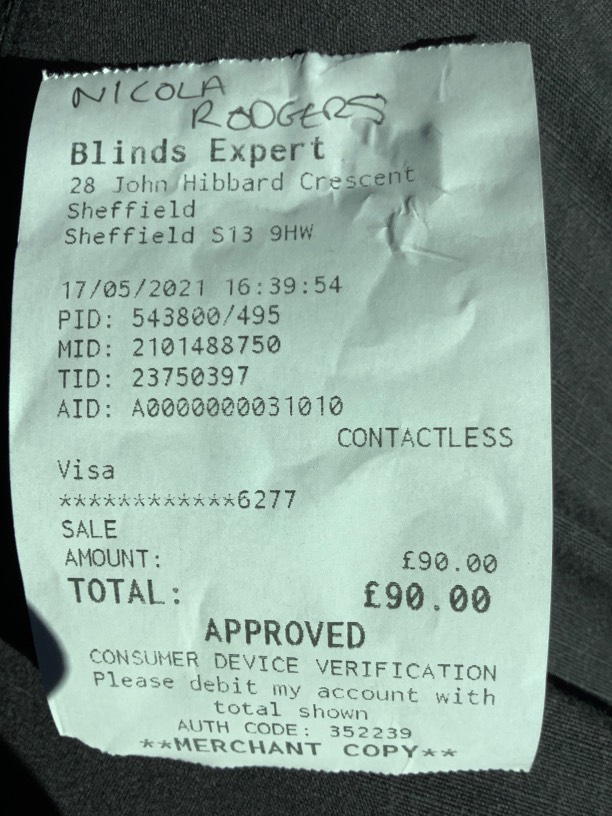 NICOLA
RODGERS
Blinds Expert
28 John Hibbard Crescent
Sheffield
Sheffield S13 9HW
17/05/2021 16:39:54
PID: 543800/495
MID: 2101488750
TID: 23750397
AID: A0000000031010
CONTACTLESS
Visa
************6277
SALE
AMOUNT: £90.00
TOTAL: £90.00
APPROVED
CONSUMER DEVICE VERIFICATION
Please debit my account with
total shown
AUTH CODE: 352239
**MERCHANT COPY**